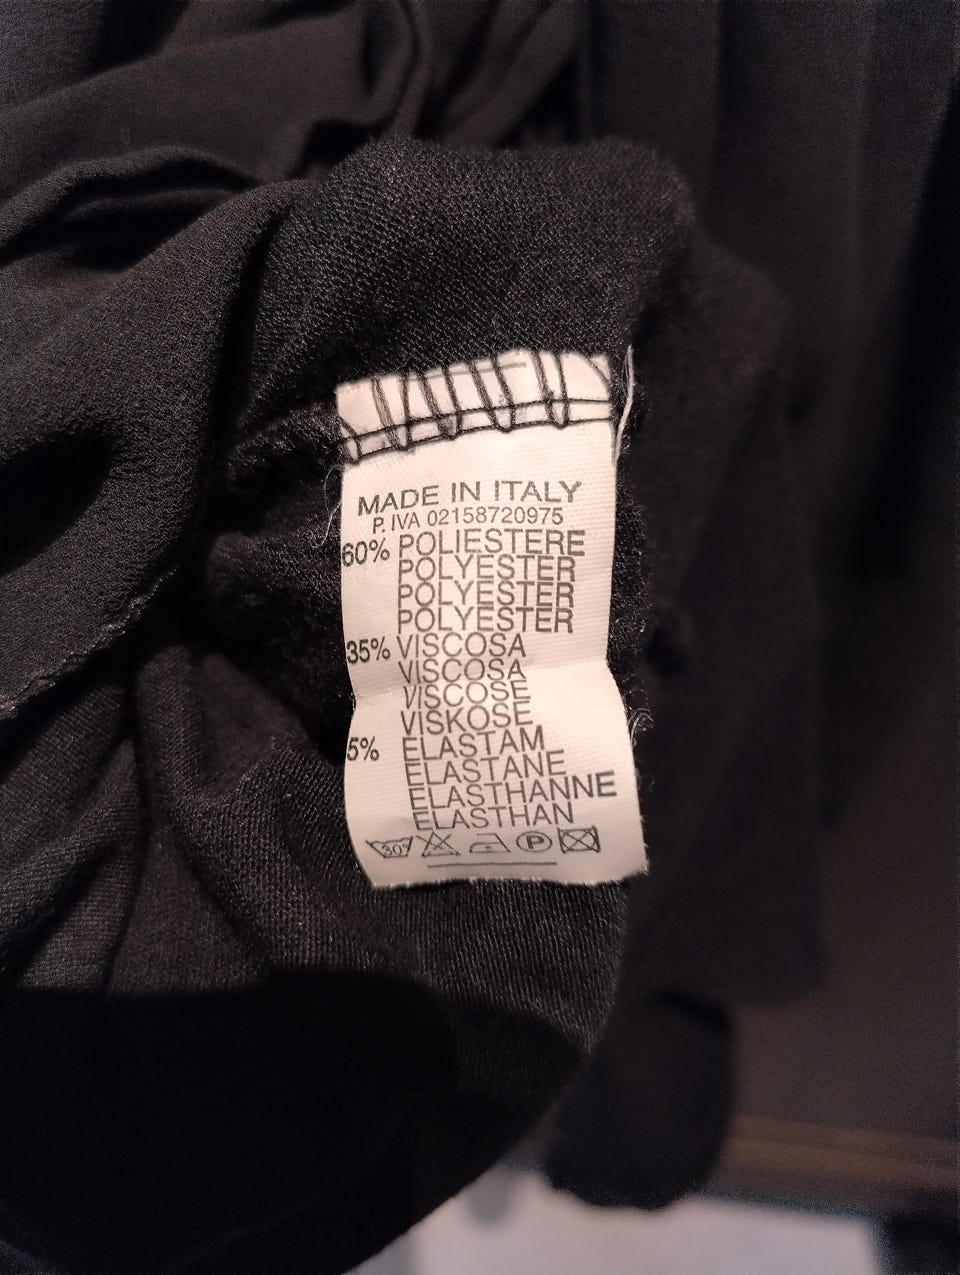 MADE IN ITALY
P. IVA 02158720975
60% POLIESTERE
POLYESTER
POLYESTER
POLYESTER
35% VISCOSA
VISCOSA
VISCOSE
VISKOSE
5% ELASTAM
ELASTANE
ELASTHANNE
ELASTHAN
30° P